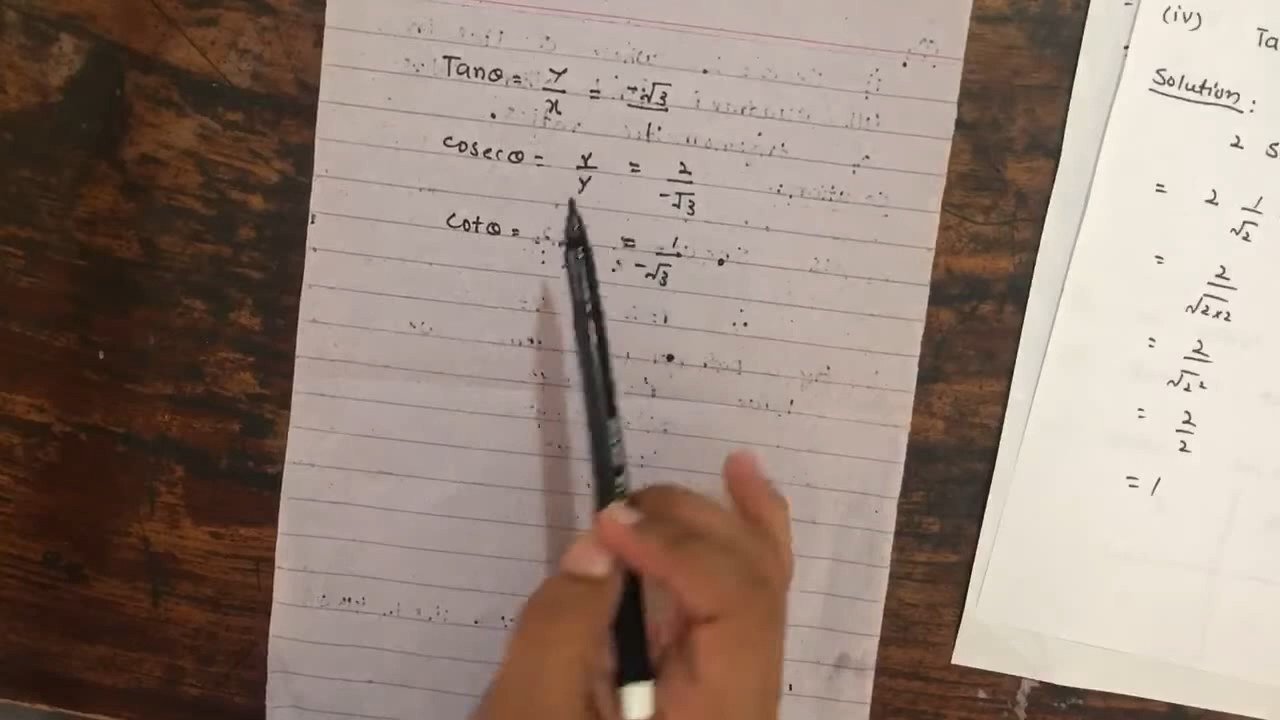 Tanθ = y/x = -√3/1
cosecθ = r/y = 2/-√3
cotθ = = 1/-√3
(iv) Ta
Solution:
2 s
= 2 1/√2
= 2/√2×2
= 2/√2²
= 2/2
= 1